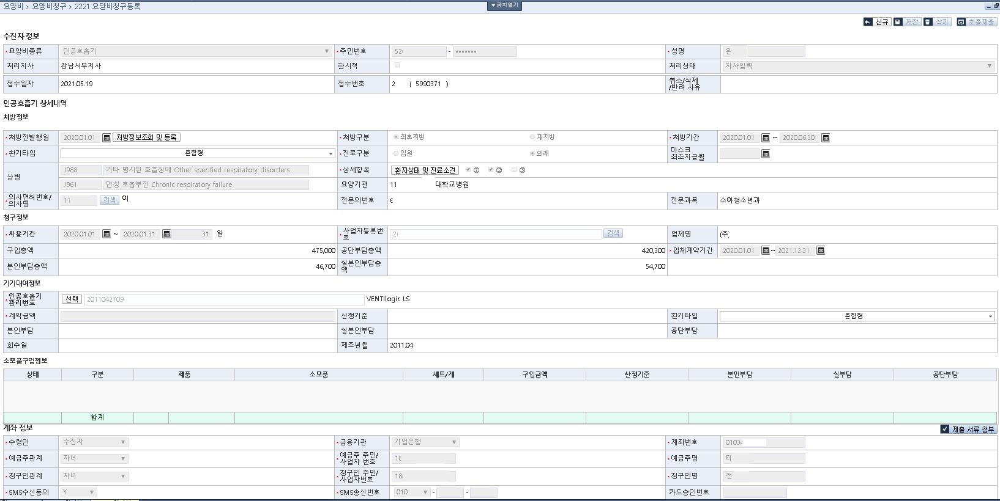 요양비 > 요양비청구 > 2221 요양비청구등록
▼공지열기
신규 저장 삭제 최종제출
수진자 정보
*요양비종류 인공호흡기 *주민번호 52 - ••••••• *성명 온
처리지사 강남서부지사 한시적 처리상태 지사입력
접수일자 2021.05.19 접수번호 2 ( 5990371 ) 취소/삭제
/반려 사유
인공호흡기 상세내역
처방정보
*처방전발행일 2020.01.01 처방정보조회 및 등록 *처방구분 최초처방 재처방 *처방기간 2020.01.01 ~ 2020.06.30
*환기타입 혼합형 *진료구분 입원 외래 마스크
최초지급월
상병 J988 기타 명시된 호흡장애 Other specified respiratory disorders *상세항목 환자상태 및 진료소견 ① ② ③
J961 만성 호흡부전 Chronic respiratory failure 요양기관 11 대학교병원
*의사면허번호/
의사명 11 검색 이 전문의번호 6 전문과목 소아청소년과
청구정보
*사용기간 2020.01.01 ~ 2020.01.31 31 일 *사업자등록번
호 2 검색 업체명 (주)
구입총액 475,000 공단부담총액 420,300 *업체계약기간 2020.01.01 ~ 2021.12.31
본인부담총액 46,700 실본인부담총
액 54,700
기기대여정보
*인공호흡기
관리번호 선택 2011042709 VENTIlogic LS
*계약금액 산정기준 환기타입 혼합형
본인부담 실본인부담 공단부담
회수일 제조년월 2011.04
소모품구입정보
상태 구분 제품 소모품 세트/개 구입금액 산정기준 본인부담 실부담 공단부담
합계
계좌 정보 제출 서류 첨부
*수령인 수진자 *금융기관 기업은행 *계좌번호 01034
*예금주관계 자녀 *예금주 주민/
사업자 번호 18 *예금주명
*청구인관계 자녀 *청구인 주민/
사업자번호 18 *청구인명 전
*SMS수신동의 Y *SMS송신번호 010 - - 카드승인번호